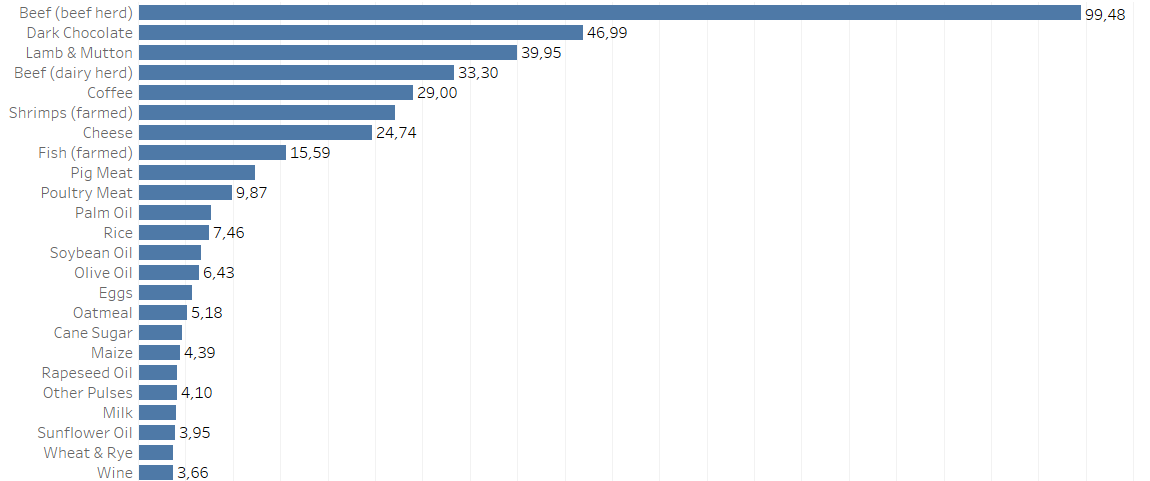 Beef (beef herd) 99,48
Dark Chocolate 46,99
Lamb & Mutton 39,95
Beef (dairy herd) 33,30
Coffee 29,00
Shrimps (farmed)
Cheese 24,74
Fish (farmed) 15,59
Pig Meat
Poultry Meat 9,87
Palm Oil
Rice 7,46
Soybean Oil
Olive Oil 6,43
Eggs
Oatmeal 5,18
Cane Sugar
Maize 4,39
Rapeseed Oil
Other Pulses 4,10
Milk
Sunflower Oil 3,95
Wheat & Rye
Wine 3,66